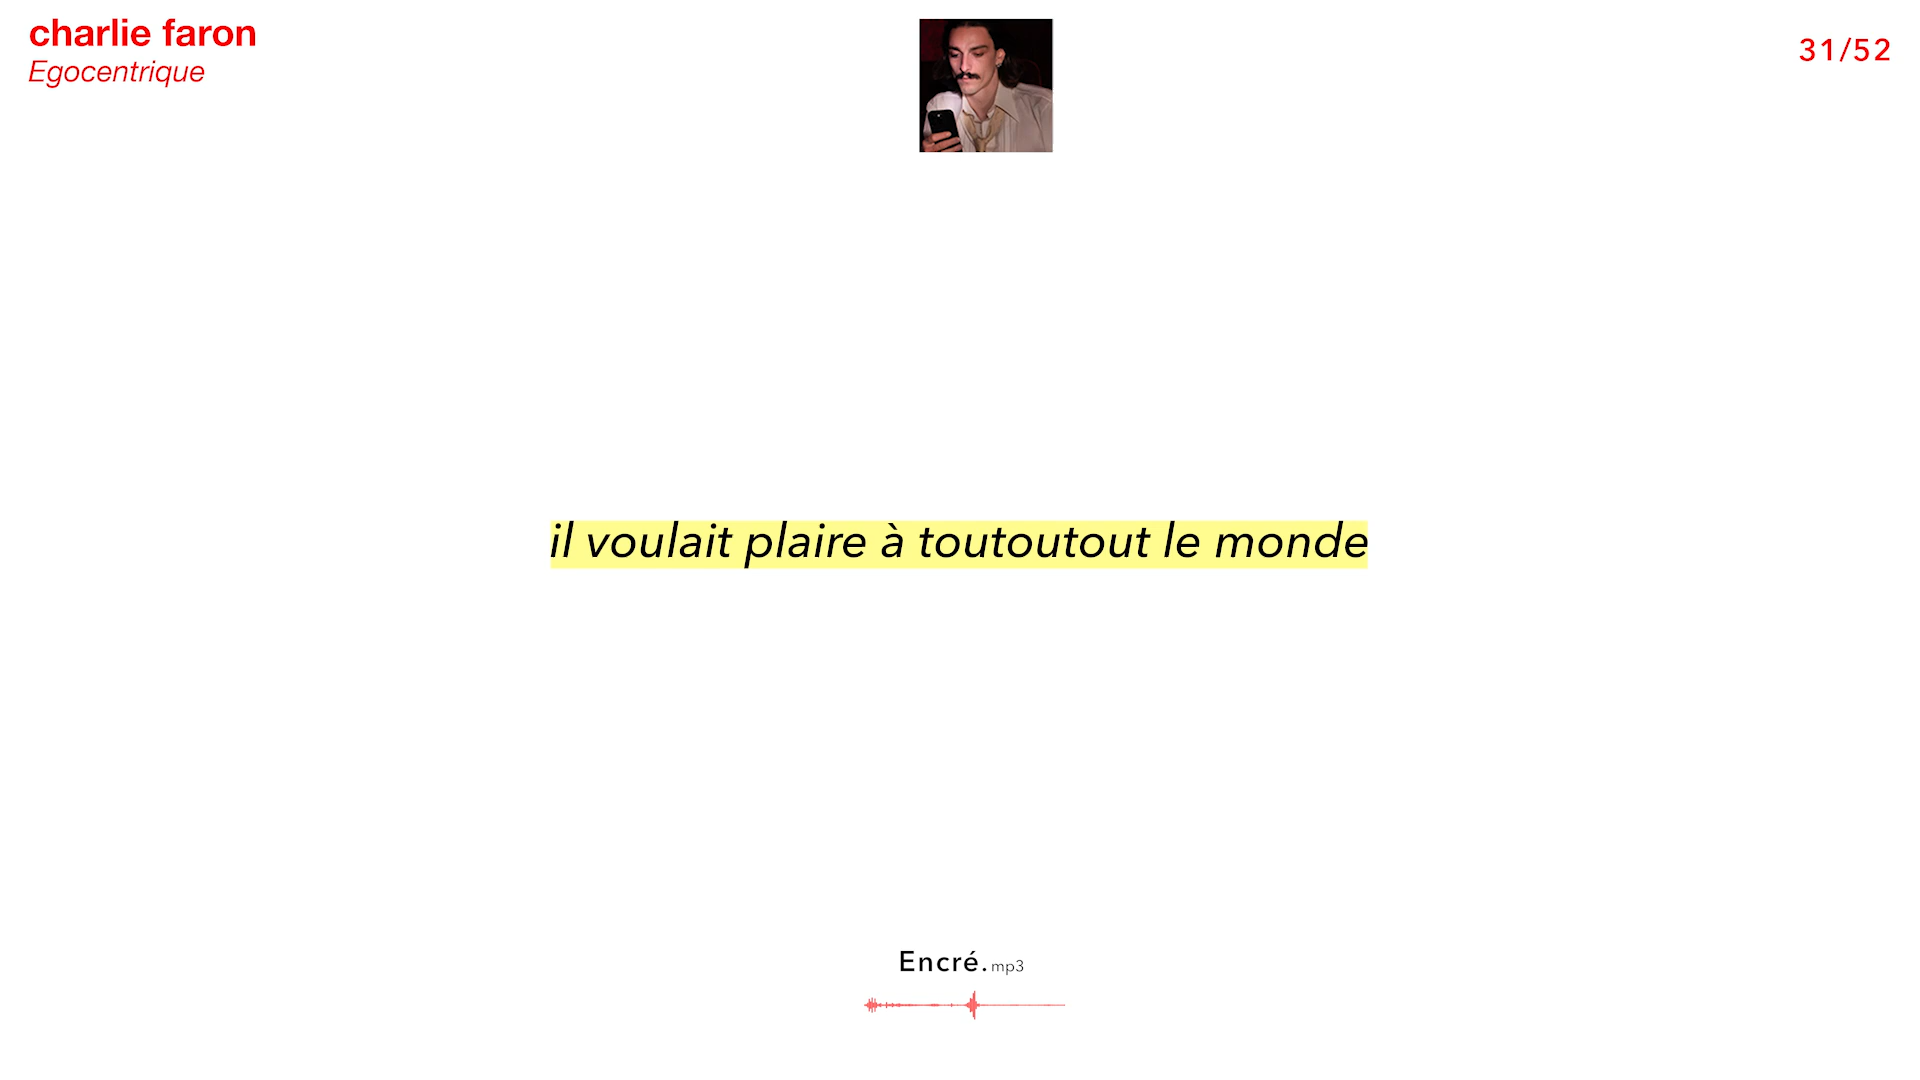 charlie faron
Egocentrique
31/52
il voulait plaire à toutoutout le monde
Encré.mp3